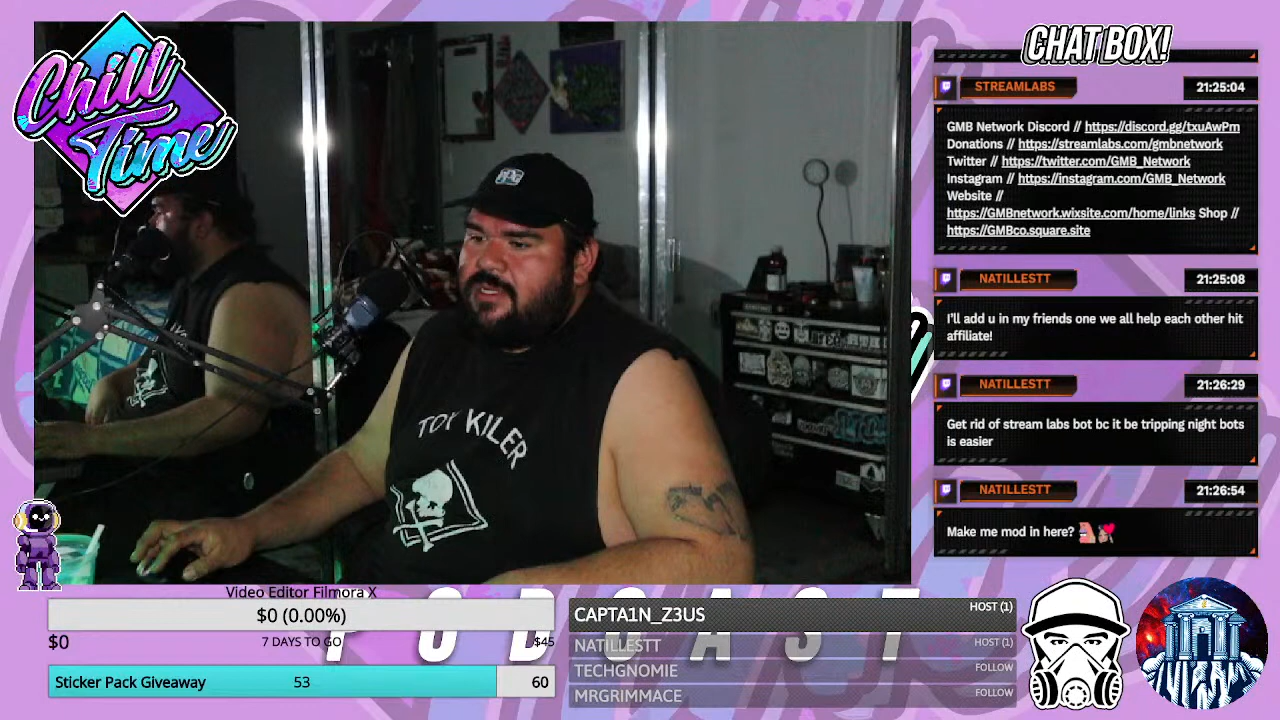 Chill
Time
TOY KILER
CHAT BOX!
STREAMLABS
21:25:04
GMB Network Discord // https://discord.gg/txuAwPm
Donations // https://streamlabs.com/gmbnetwork
Twitter // https://twitter.com/GMB_Network
Instagram // https://instagram.com/GMB_Network
Website //
https://GMBnetwork.wixsite.com/home/links Shop //
https://GMBco.square.site
NATILLESTT
21:25:08
I'll add u in my friends one we all help each other hit
affiliate!
NATILLESTT
21:26:29
Get rid of stream labs bot bc it be tripping night bots
is easier
NATILLESTT
21:26:54
Make me mod in here?
Video Editor Filmora X
$0 (0.00%)
$0
7 DAYS TO GO
$45
Sticker Pack Giveaway
53
60
PODCAST
CAPTA1N_Z3US
HOST (1)
NATILLESTT
HOST (1)
TECHGNOMIE
FOLLOW
MRGRIMMACE
FOLLOW